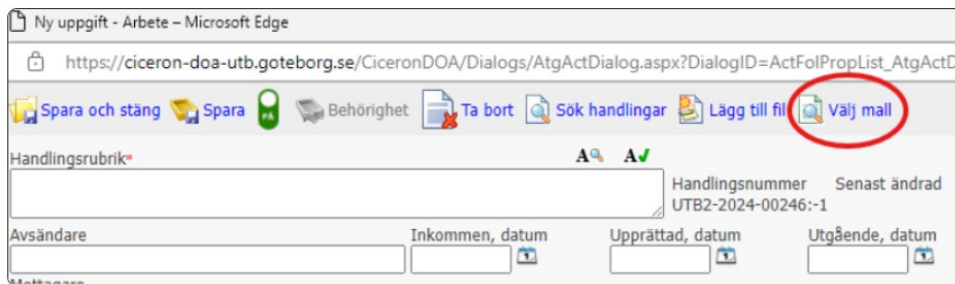 Ny uppgift - Arbete – Microsoft Edge
https://ciceron-doa-utb.goteborg.se/CiceronDOA/Dialogs/AtgActDialog.aspx?DialogID=ActFolPropList_AtgActD
Spara och stäng Spara PÅ Behörighet Ta bort Sök handlingar Lägg till fil Välj mall
Handlingsrubrik* A A
Handlingsnummer Senast ändrad
UTB2-2024-00246:-1
Avsändare Inkommen, datum Upprättad, datum Utgående, datum
Mottagare